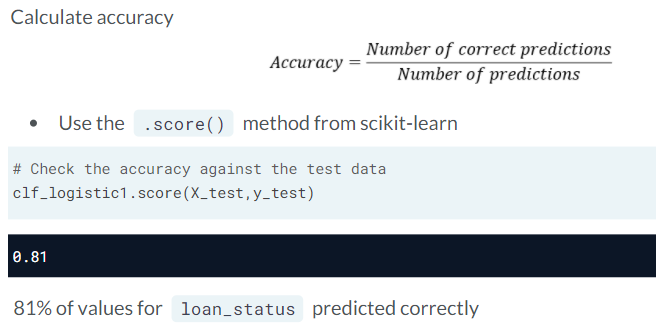 Calculate accuracy
Accuracy = Number of correct predictions / Number of predictions
• Use the .score() method from scikit-learn
# Check the accuracy against the test data
clf_logistic1.score(X_test,y_test)
0.81
81% of values for loan_status predicted correctly